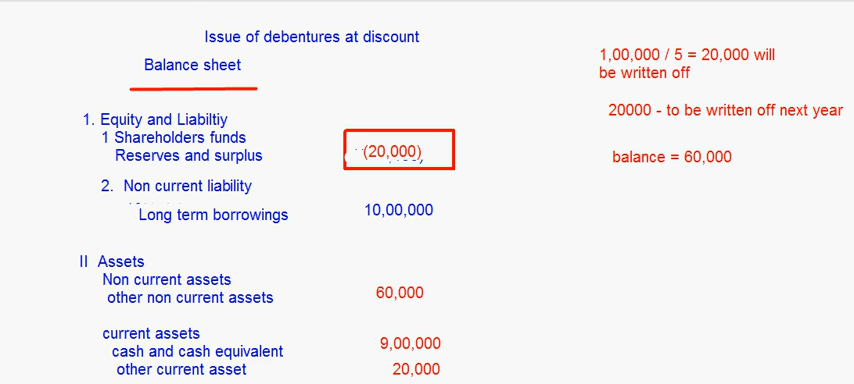 Issue of debentures at discount
Balance sheet
1,00,000 / 5 = 20,000 will
be written off
20000 - to be written off next year
balance = 60,000
1. Equity and Liabiltiy
1 Shareholders funds
Reserves and surplus (20,000)
2. Non current liability
Long term borrowings 10,00,000
II Assets
Non current assets
other non current assets 60,000
current assets
cash and cash equivalent 9,00,000
other current asset 20,000